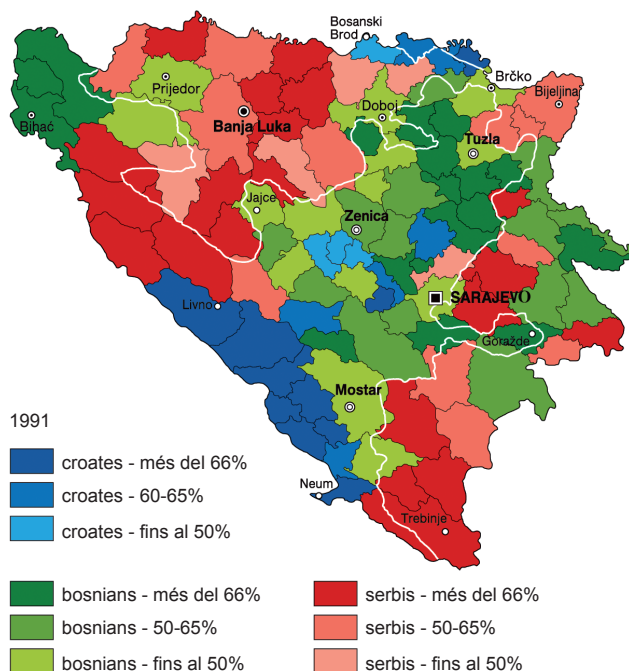 Bosanski
Brod
Brčko
Bijeljina
Prijedor
Doboj
Bihać
Banja Luka
Tuzla
Jajce
Zenica
SARAJEVO
Livno
Goražde
Mostar
Neum
Trebinje
1991
croates - més del 66%
croates - 60-65%
croates - fins al 50%
bosnians - més del 66%
bosnians - 50-65%
bosnians - fins al 50%
serbis - més del 66%
serbis - 50-65%
serbis - fins al 50%